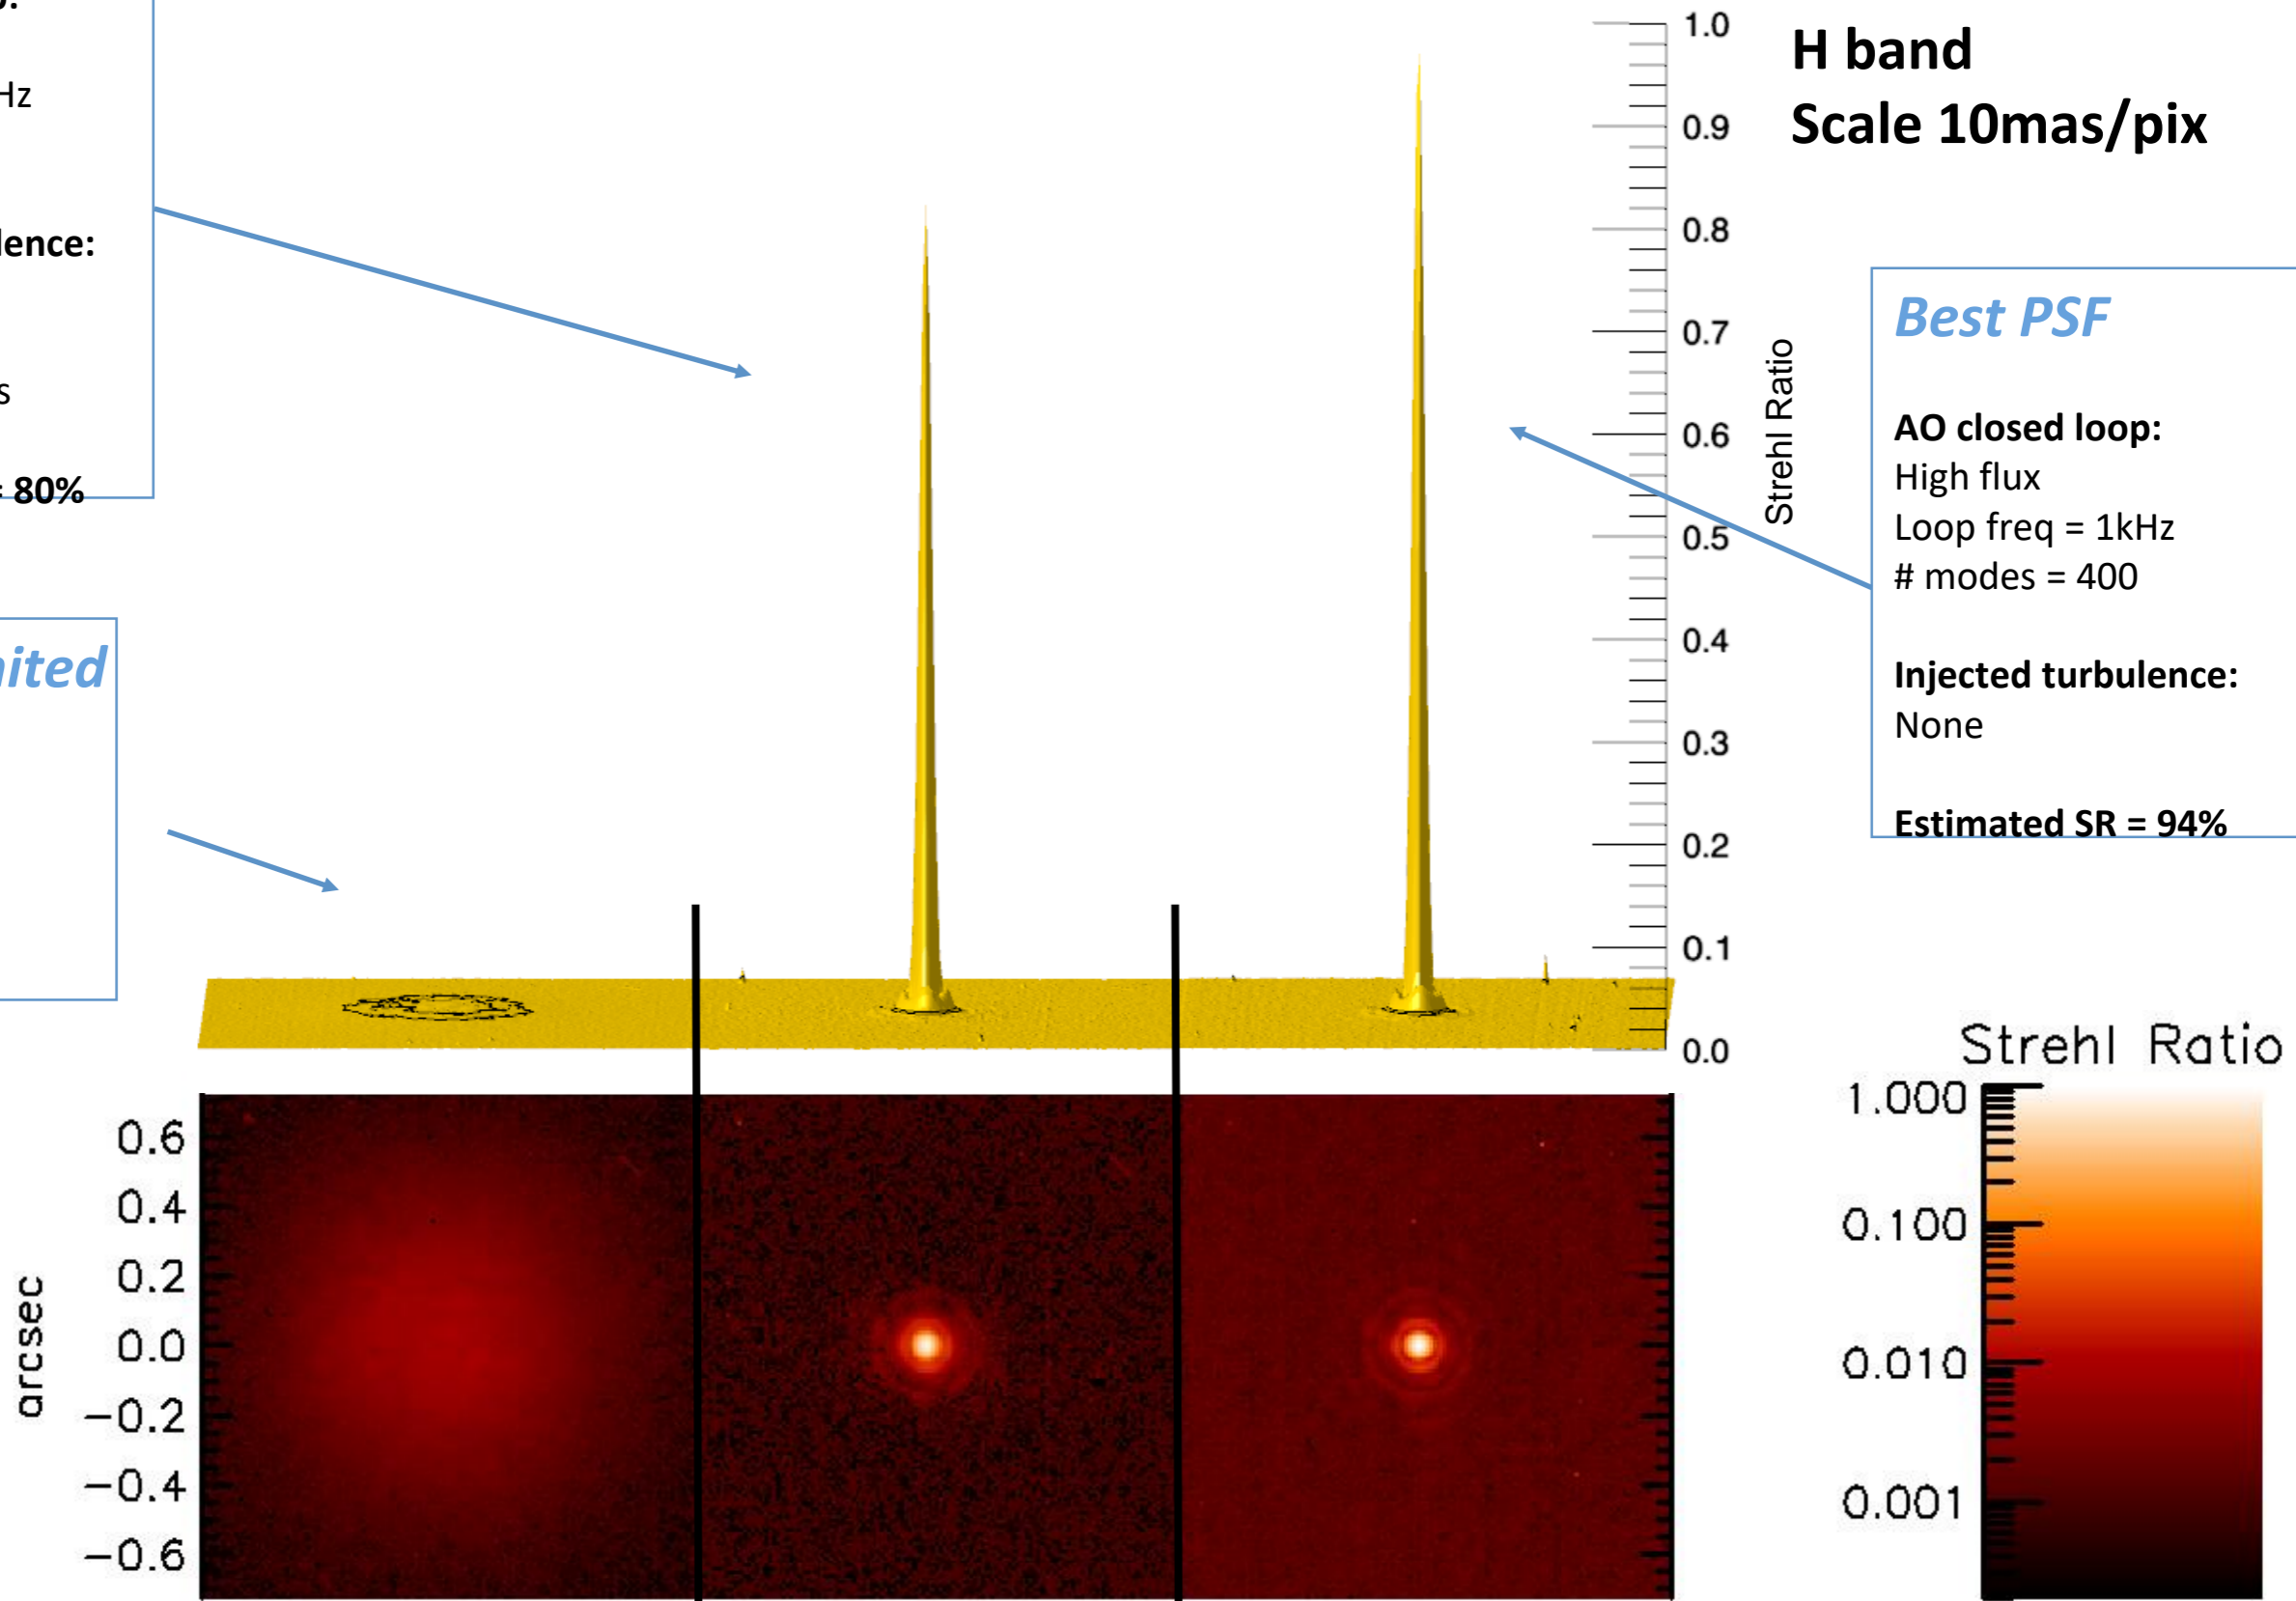 Hz
= 80%
H band
Scale 10mas/pix
1.0
0.9
0.8
0.7
0.6
0.5
0.4
0.3
0.2
0.1
0.0
Strehl Ratio
Best PSF
AO closed loop:
High flux
Loop freq = 1kHz
# modes = 400
Injected turbulence:
None
Estimated SR = 94%
arcsec
0.6
0.4
0.2
0.0
−0.2
−0.4
−0.6
Strehl Ratio
1.000
0.100
0.010
0.001